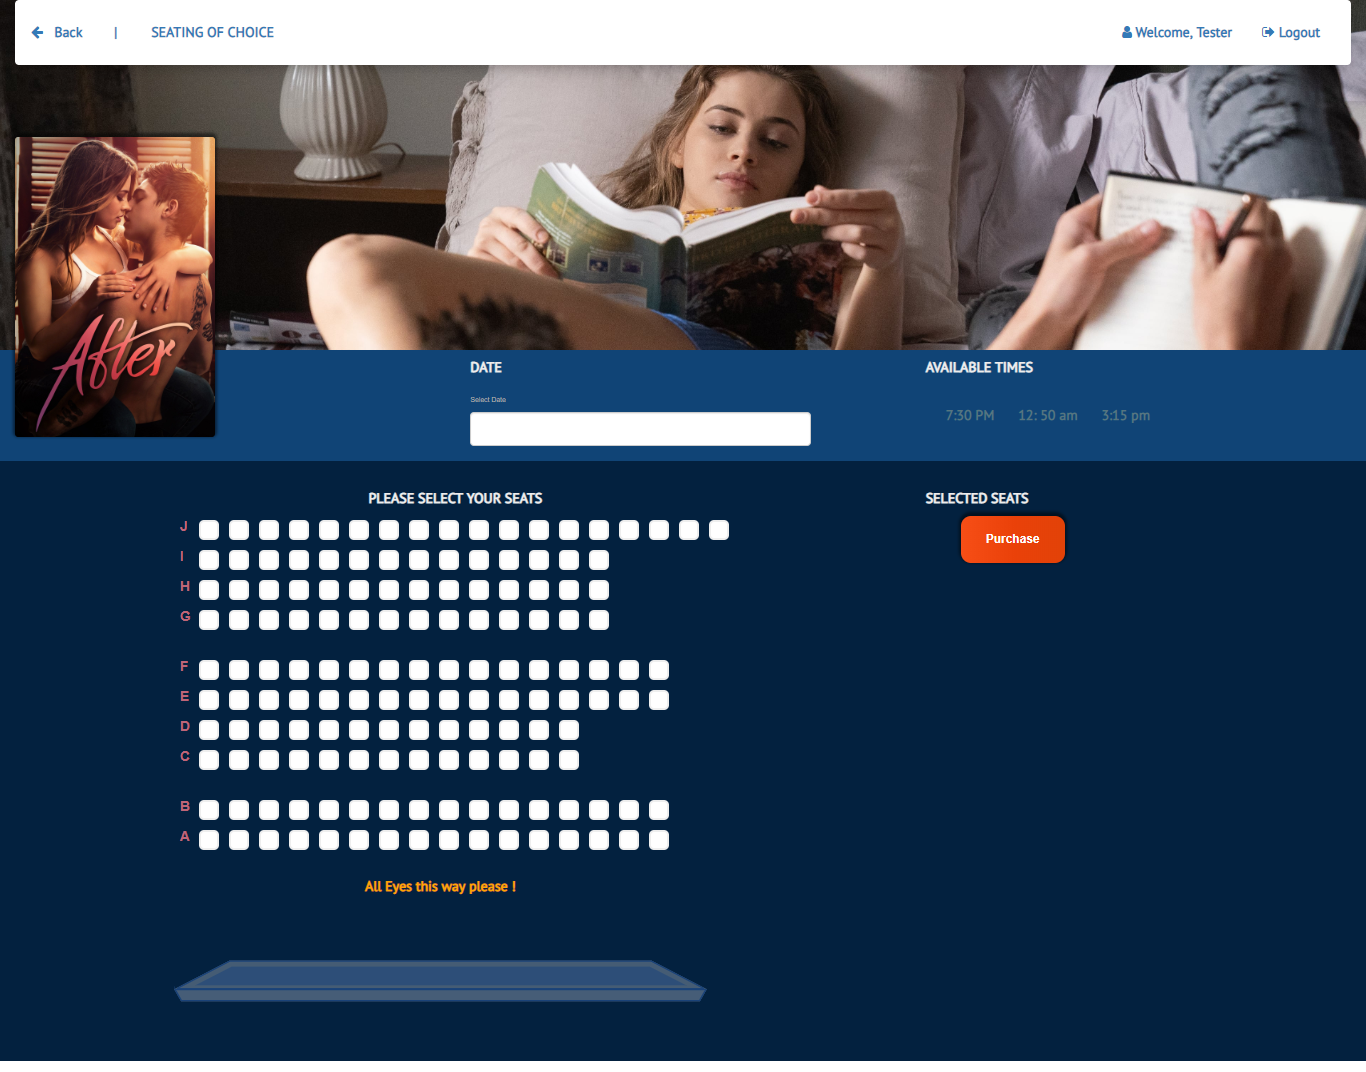 Back | SEATING OF CHOICE
Welcome, Tester Logout
After
DATE
Select Date
AVAILABLE TIMES
7:30 PM 12: 50 am 3:15 pm
PLEASE SELECT YOUR SEATS
SELECTED SEATS
Purchase
J
I
H
G
F
E
D
C
B
A
All Eyes this way please !